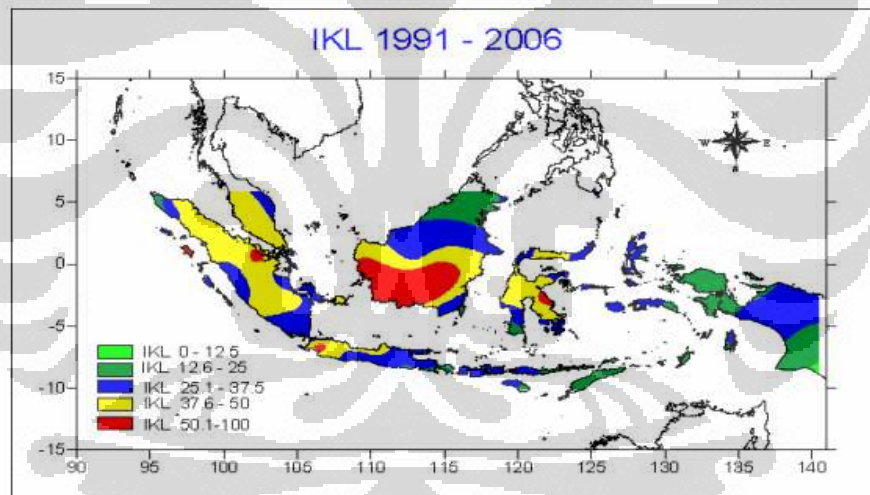 IKL 1991 - 2006
15
10
5
0
-5
-10
-15
N
W
E
S
IKL 0 - 12.5
IKL 12.6 - 25
IKL 25.1 - 37.5
IKL 37.6 - 50
IKL 50.1-100
90 95 100 105 110 115 120 125 130 135 140